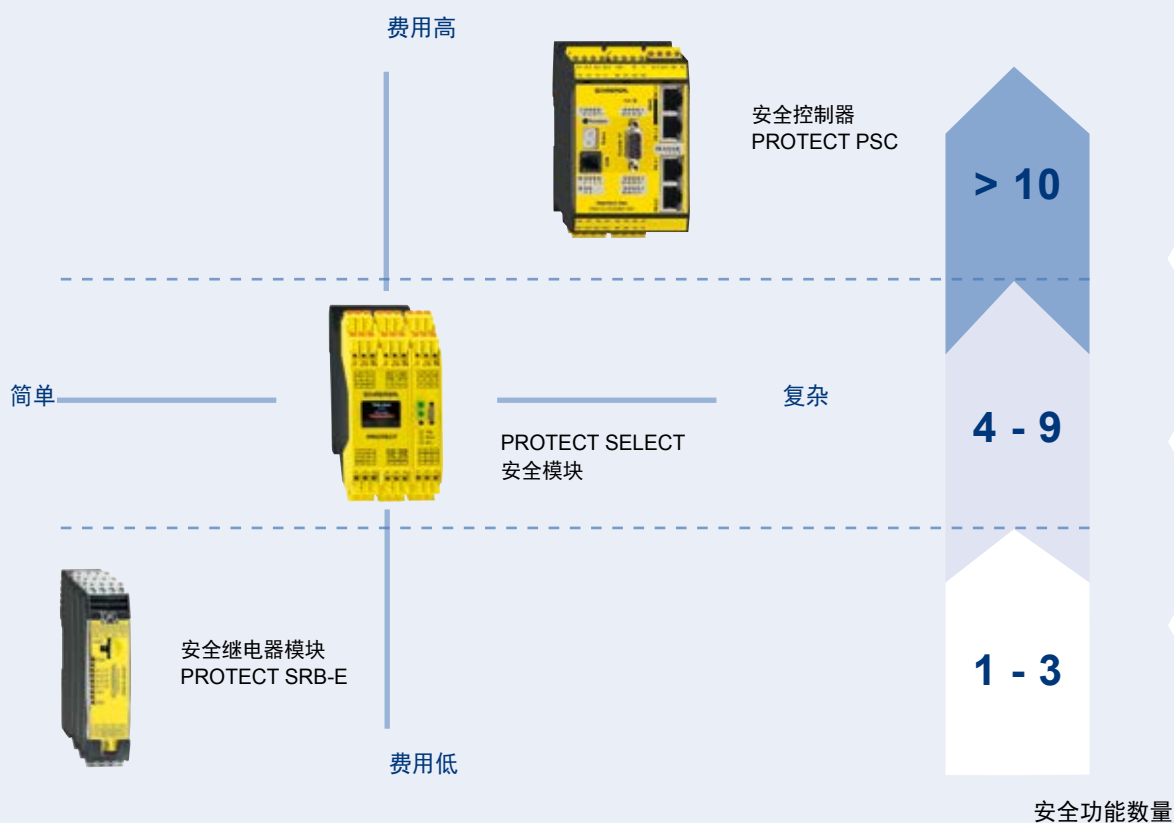 费用高
安全控制器
PROTECT PSC
> 10
简单
复杂
4 - 9
PROTECT SELECT
安全模块
安全继电器模块
PROTECT SRB-E
1 - 3
费用低
安全功能数量